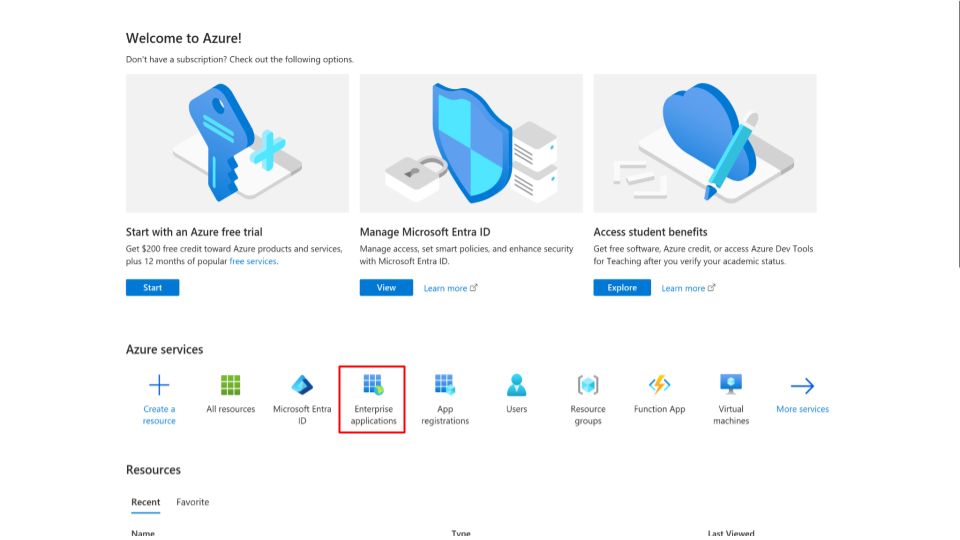 Welcome to Azure!
Don't have a subscription? Check out the following options.
Start with an Azure free trial
Get $200 free credit toward Azure products and services,
plus 12 months of popular free services.
Start
Manage Microsoft Entra ID
Manage access, set smart policies, and enhance security
with Microsoft Entra ID.
View
Learn more
Access student benefits
Get free software, Azure credit, or access Azure Dev Tools
for Teaching after you verify your academic status.
Explore
Learn more
Azure services
Create a
resource
All resources
Microsoft Entra
ID
Enterprise
applications
App
registrations
Users
Resource
groups
Function App
Virtual
machines
More services
Resources
Recent
Favorite
Name
Type
Last Viewed